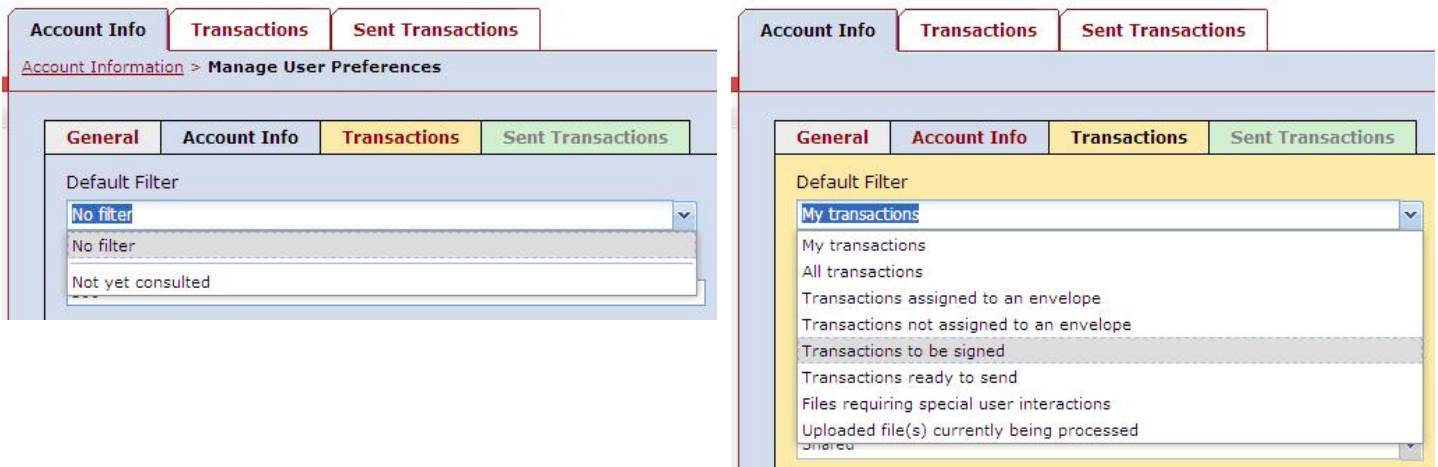 Account Info Transactions Sent Transactions
Account Information > Manage User Preferences
General Account Info Transactions Sent Transactions
Default Filter
No filter
No filter
Not yet consulted
Account Info Transactions Sent Transactions
General Account Info Transactions Sent Transactions
Default Filter
My transactions
My transactions
All transactions
Transactions assigned to an envelope
Transactions not assigned to an envelope
Transactions to be signed
Transactions ready to send
Files requiring special user interactions
Uploaded file(s) currently being processed
Shared